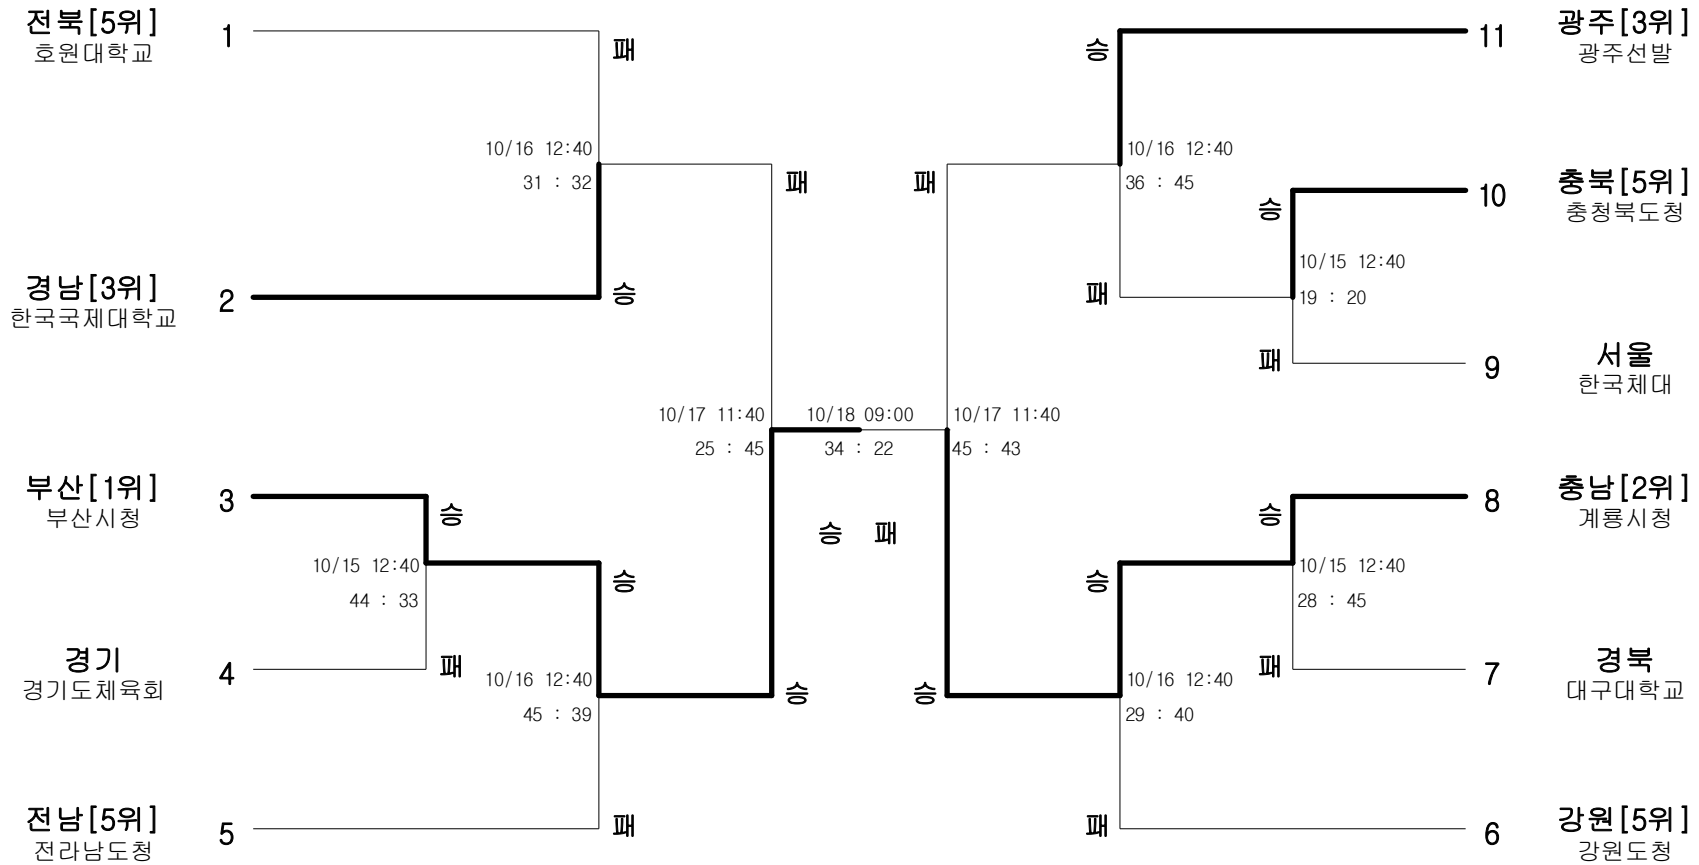 전북[5위]
호원대학교
1
패
10/16 12:40
31 : 32
경남[3위]
한국국제대학교
2
승
패
10/17 11:40
25 : 45
부산[1위]
부산시청
3
승
10/15 12:40
44 : 33
승
경기
경기도체육회
4
패
10/16 12:40
45 : 39
승
전남[5위]
전라남도청
5
패
10/18 09:00
34 : 22
승 패
승
11
광주[3위]
광주선발
패
10/16 12:40
36 : 45
승
10
충북[5위]
충청북도청
10/15 12:40
19 : 20
패
패
9
서울
한국체대
10/17 11:40
45 : 43
승
8
충남[2위]
계룡시청
승
10/15 12:40
28 : 45
패
7
경북
대구대학교
승
10/16 12:40
29 : 40
패
6
강원[5위]
강원도청